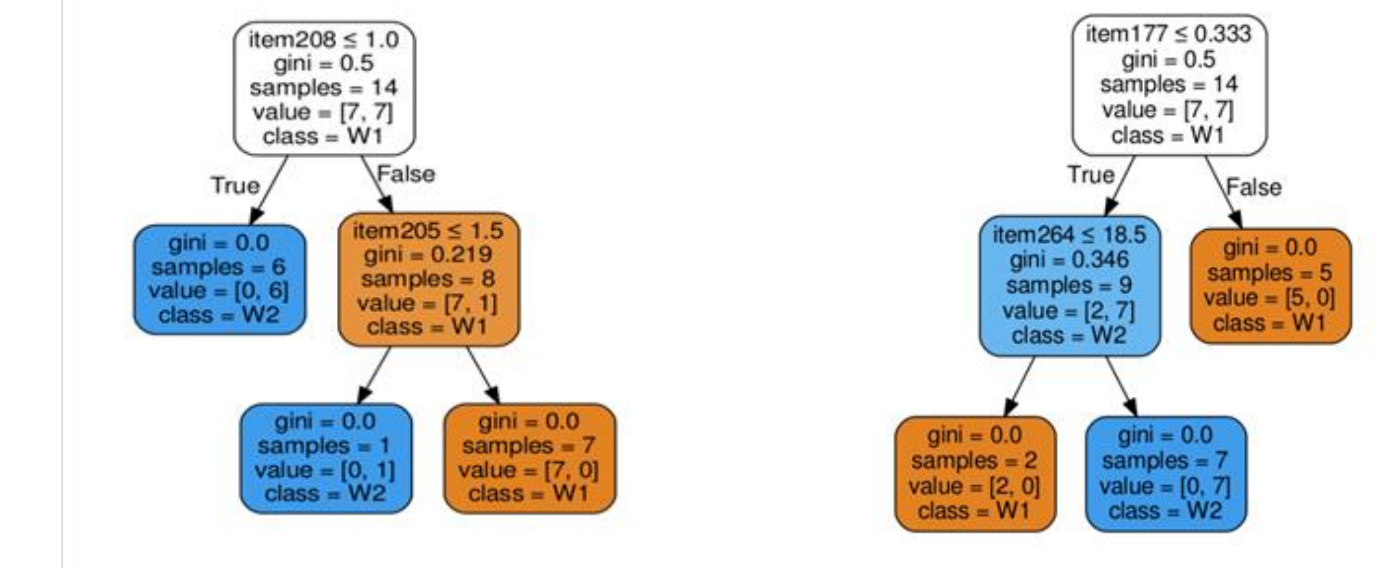 item208 ≤ 1.0
gini = 0.5
samples = 14
value = [7, 7]
class = W1
True
False
gini = 0.0
samples = 6
value = [0, 6]
class = W2
item205 ≤ 1.5
gini = 0.219
samples = 8
value = [7, 1]
class = W1
gini = 0.0
samples = 1
value = [0, 1]
class = W2
gini = 0.0
samples = 7
value = [7, 0]
class = W1
item177 ≤ 0.333
gini = 0.5
samples = 14
value = [7, 7]
class = W1
True
False
item264 ≤ 18.5
gini = 0.346
samples = 9
value = [2, 7]
class = W2
gini = 0.0
samples = 5
value = [5, 0]
class = W1
gini = 0.0
samples = 2
value = [2, 0]
class = W1
gini = 0.0
samples = 7
value = [0, 7]
class = W2